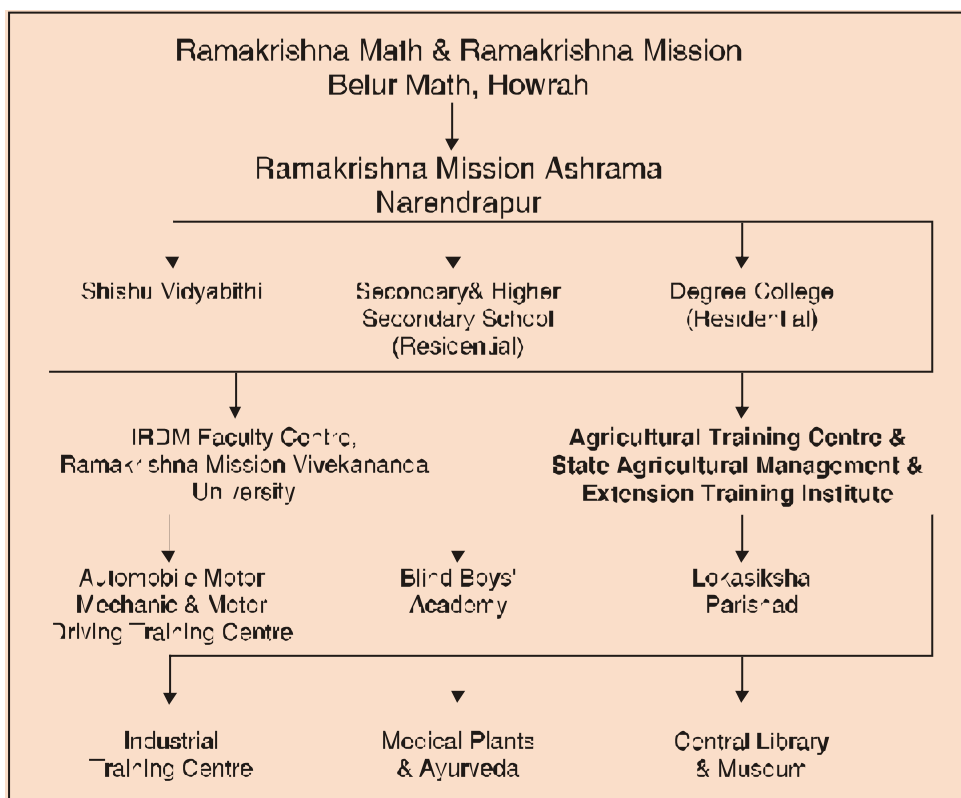 Ramakrishna Math & Ramakrishna Mission
Belur Math, Howrah
Ramakrishna Mission Ashrama
Narendrapur
Shishu Vidyabithi
Secondary& Higher
Secondary School
(Residential)
Degree College
(Residential)
IRDM Faculty Centre,
Ramakrishna Mission Vivekananda
University
Agricultural Training Centre &
State Agricultural Management &
Extension Training Institute
Automobile Motor
Mechanic & Motor
Driving Training Centre
Blind Boys'
Academy
Lokasiksha
Parishad
Industrial
Training Centre
Medical Plants
& Ayurveda
Central Library
& Museum